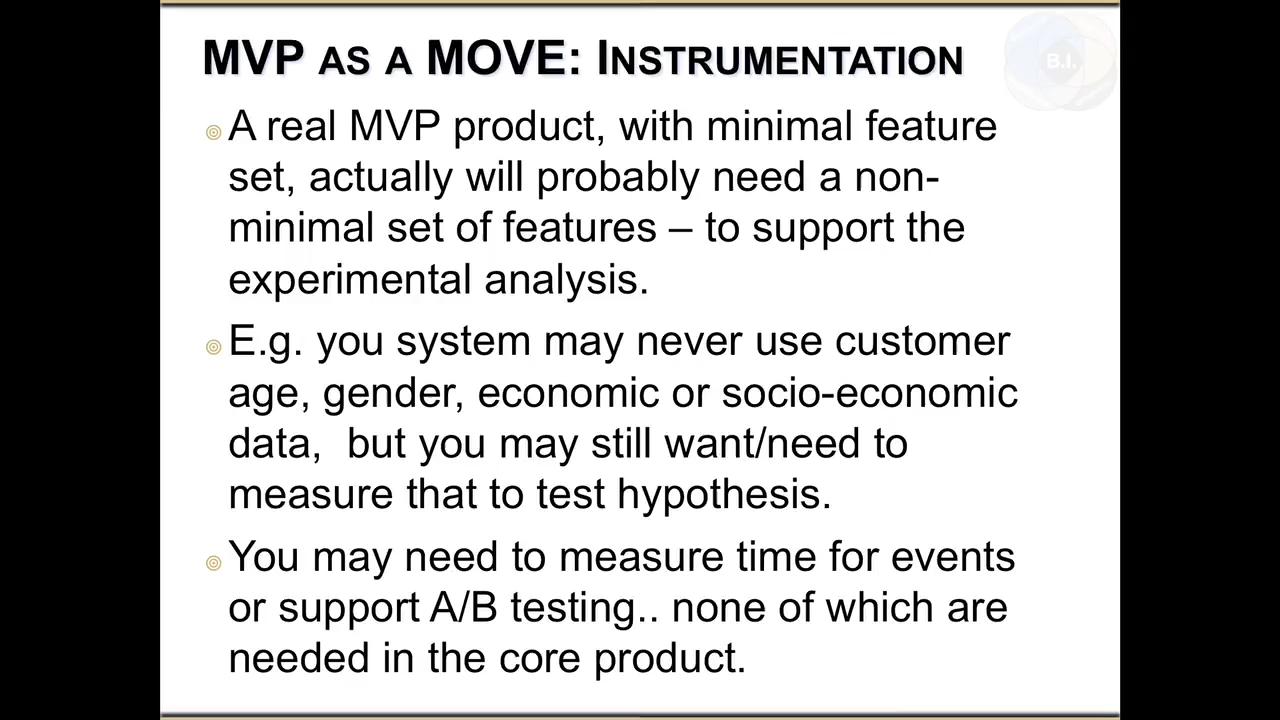 MVP AS A MOVE: INSTRUMENTATION
B.I.
A real MVP product, with minimal feature
set, actually will probably need a non-
minimal set of features – to support the
experimental analysis.
E.g. you system may never use customer
age, gender, economic or socio-economic
data,  but you may still want/need to
measure that to test hypothesis.
You may need to measure time for events
or support A/B testing.. none of which are
needed in the core product.